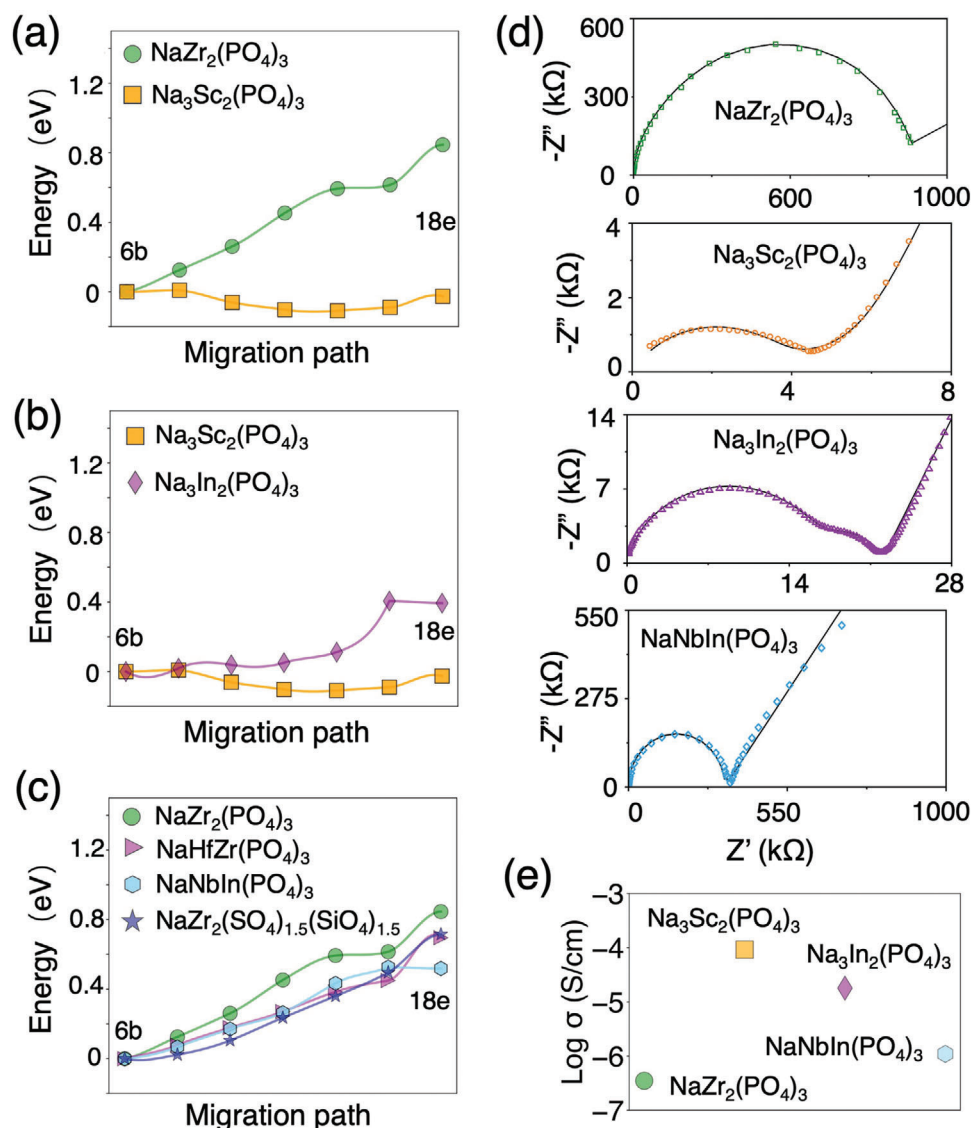 (a)
NaZr₂(PO₄)₃
Na₃Sc₂(PO₄)₃
1.2
0.8
0.4
0
Energy (eV)
6b
18e
Migration path
(b)
Na₃Sc₂(PO₄)₃
Na₃In₂(PO₄)₃
1.2
0.8
0.4
0
Energy (eV)
6b
18e
Migration path
(c)
NaZr₂(PO₄)₃
NaHfZr(PO₄)₃
NaNbIn(PO₄)₃
NaZr₂(SO₄)₁.₅(SiO₄)₁.₅
1.2
0.8
0.4
0
Energy (eV)
6b
18e
Migration path
(d)
600
300
0
-Z" (kΩ)
NaZr₂(PO₄)₃
0 600 1000
4
2
0
-Z" (kΩ)
Na₃Sc₂(PO₄)₃
0 4 8
14
7
0
-Z" (kΩ)
Na₃In₂(PO₄)₃
0 14 28
550
275
0
-Z" (kΩ)
NaNbIn(PO₄)₃
0 550 1000
Z' (kΩ)
(e)
−3
−4
−5
−6
−7
Log σ (S/cm)
Na₃Sc₂(PO₄)₃
Na₃In₂(PO₄)₃
NaNbIn(PO₄)₃
NaZr₂(PO₄)₃